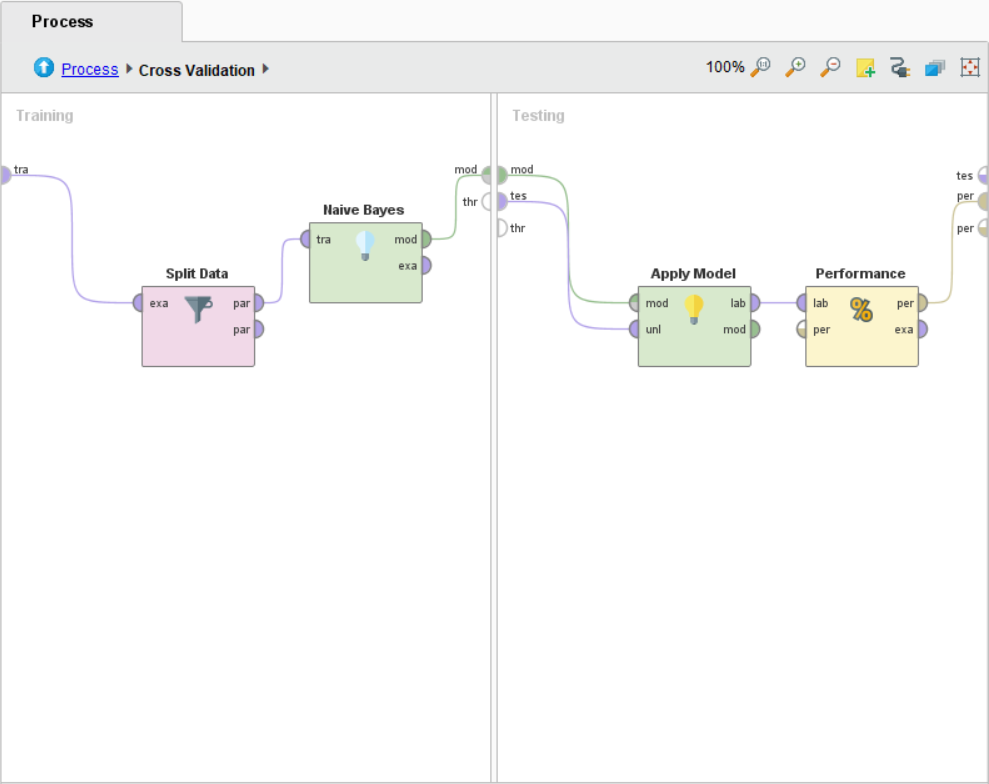 Process
Process Cross Validation
100%
Training
tra
mod
thr
Naive Bayes
tra mod
exa
Split Data
exa par
par
Testing
mod
tes
thr
tes
per
per
Apply Model
mod lab
unl mod
Performance
% 
lab per
per exa